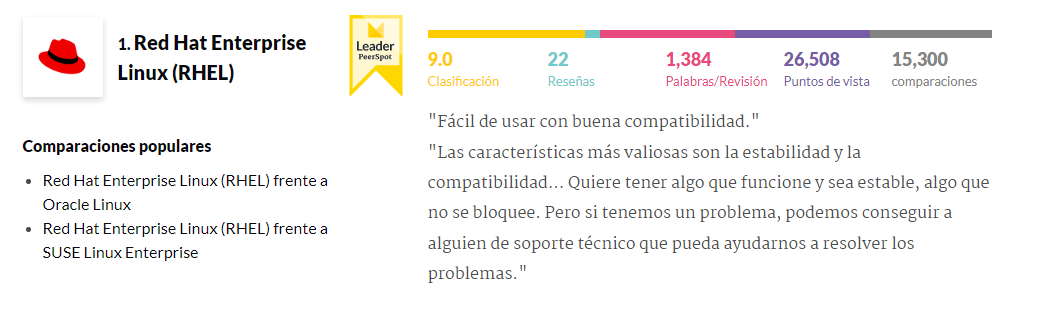 1. Red Hat Enterprise
Linux (RHEL)
Leader
PeerSpot
9.0
Clasificación
22
Reseñas
1,384
Palabras/Revisión
26,508
Puntos de vista
15,300
comparaciones
Comparaciones populares
Red Hat Enterprise Linux (RHEL) frente a
Oracle Linux
Red Hat Enterprise Linux (RHEL) frente a
SUSE Linux Enterprise
"Fácil de usar con buena compatibilidad."
"Las características más valiosas son la estabilidad y la
compatibilidad... Quiere tener algo que funcione y sea estable, algo que
no se bloquee. Pero si tenemos un problema, podemos conseguir a
alguien de soporte técnico que pueda ayudarnos a resolver los
problemas."